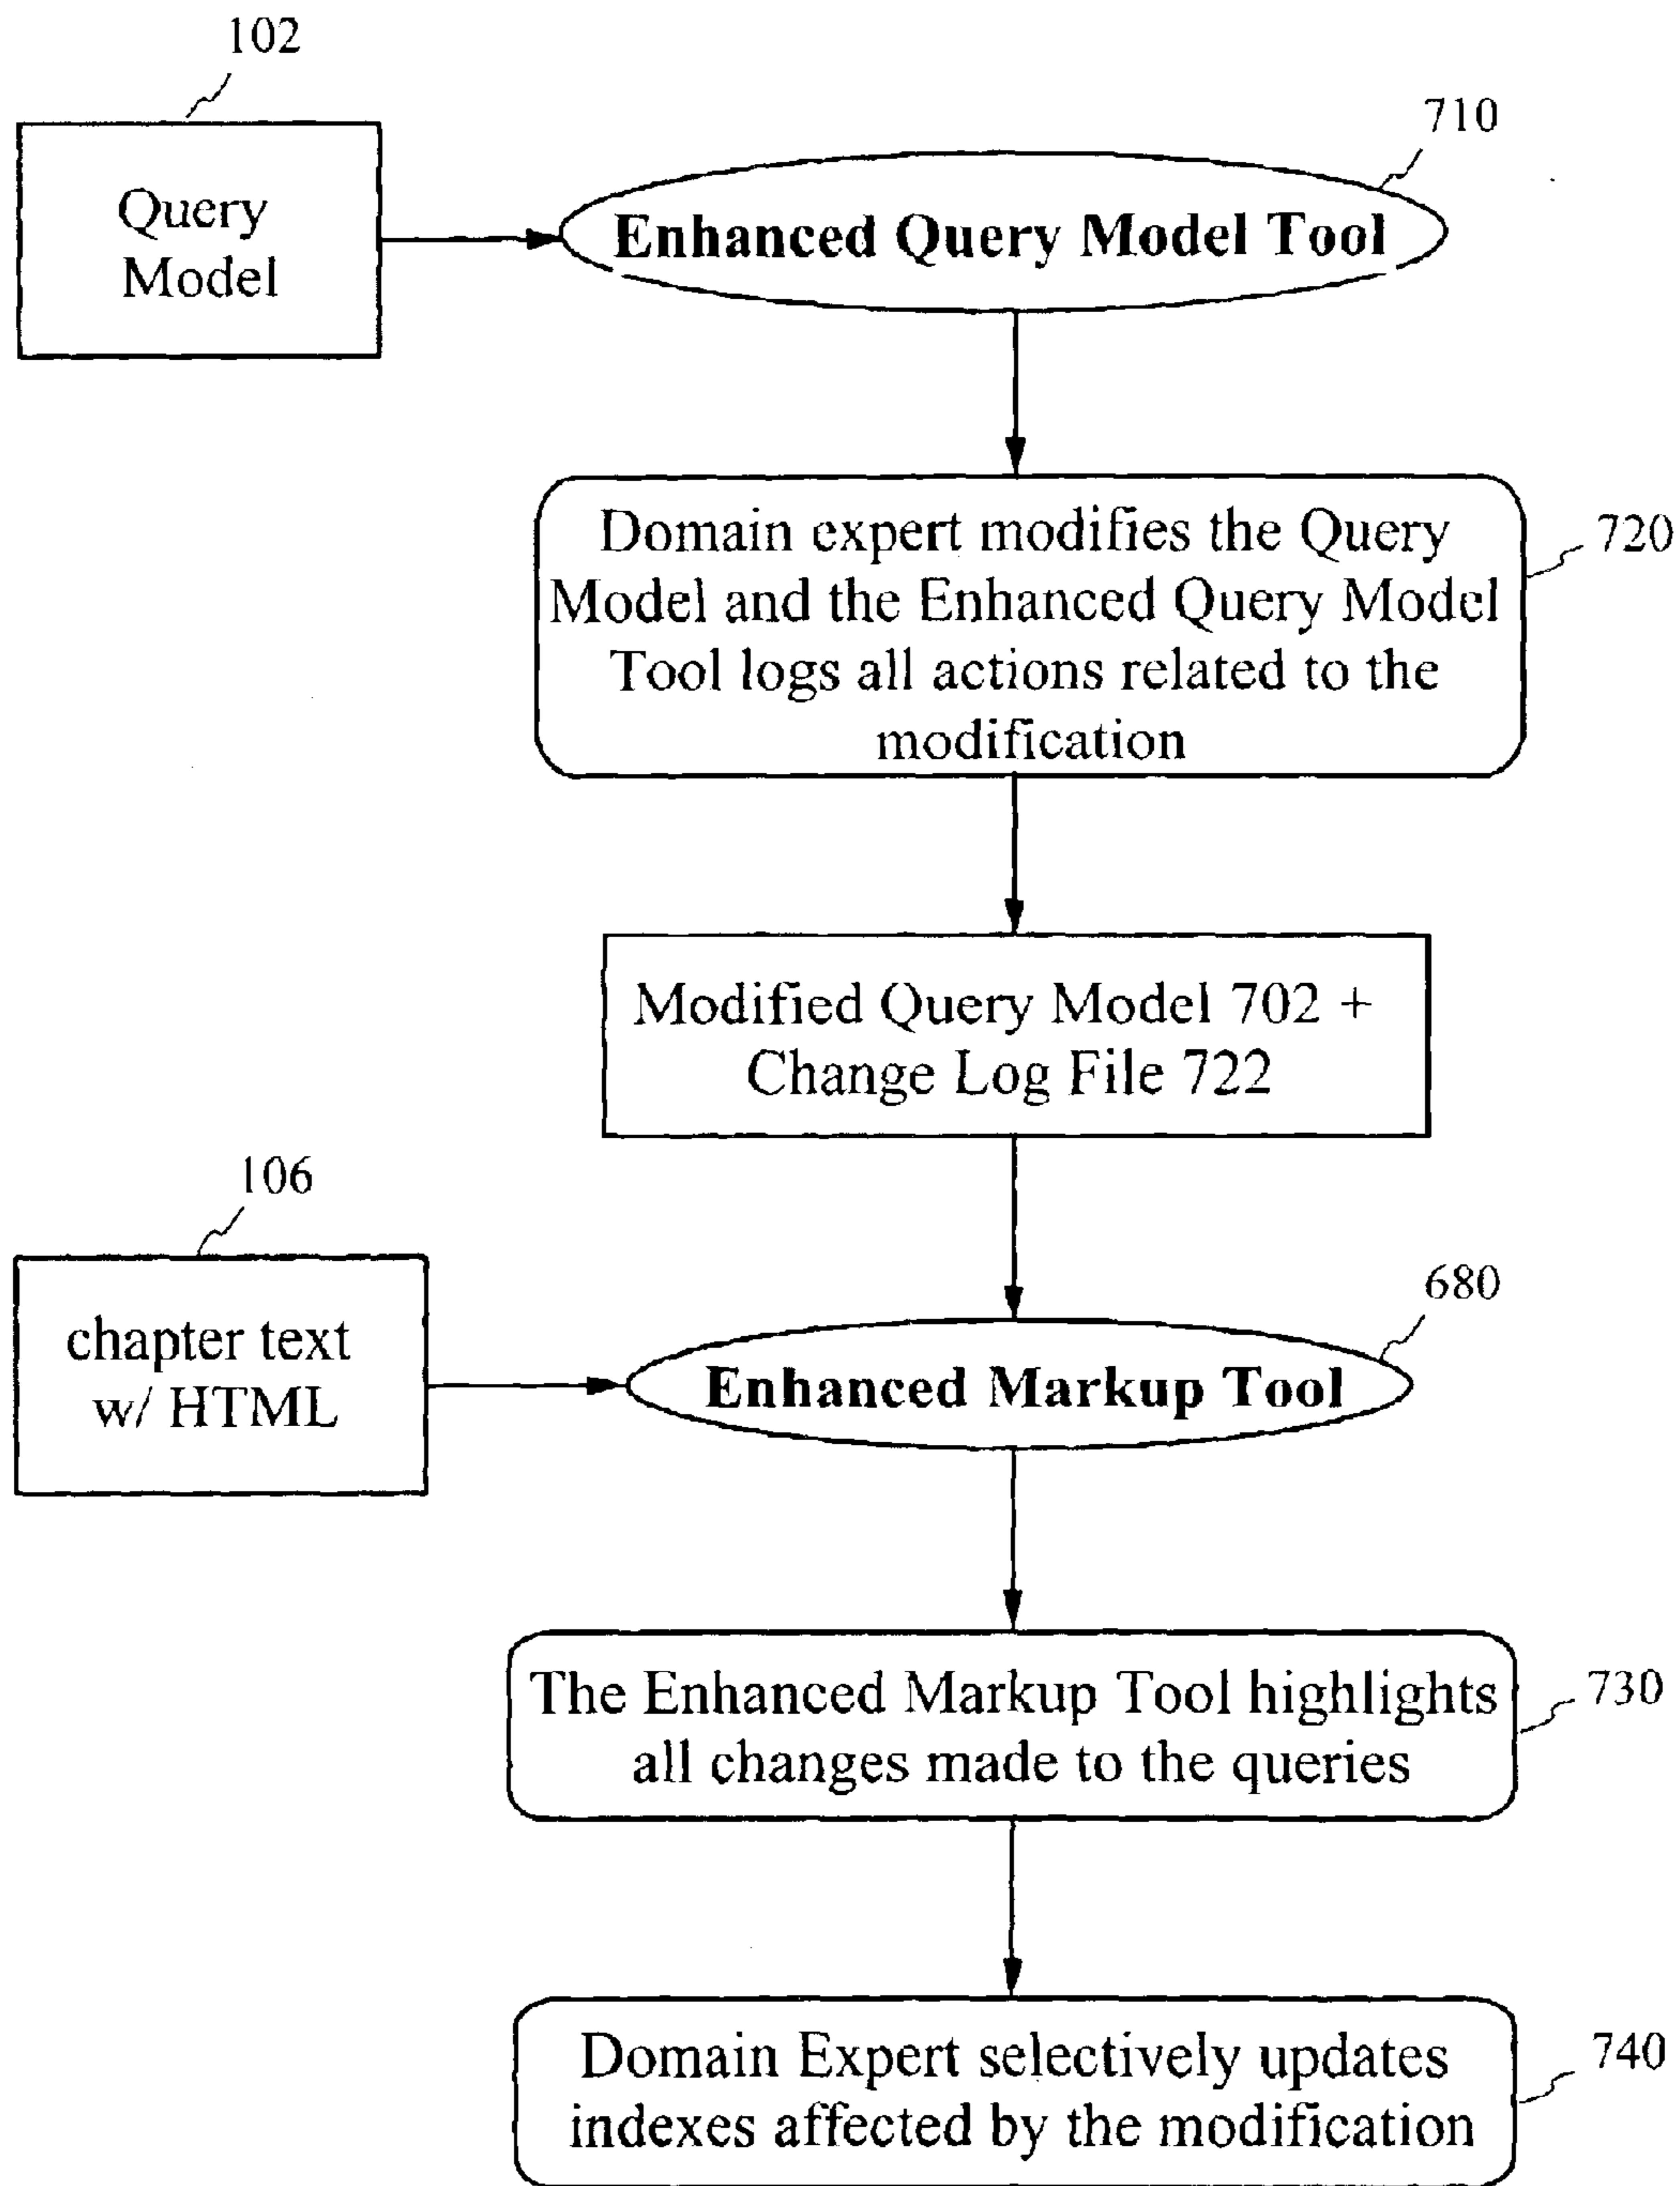 102
710
Query
Model
Enhanced Query Model Tool
Domain expert modifies the Query
Model and the Enhanced Query Model
Tool logs all actions related to the
modification
720
Modified Query Model 702 +
Change Log File 722
106
680
chapter text
w/ HTML
Enhanced Markup Tool
The Enhanced Markup Tool highlights
all changes made to the queries
730
Domain Expert selectively updates
indexes affected by the modification
740